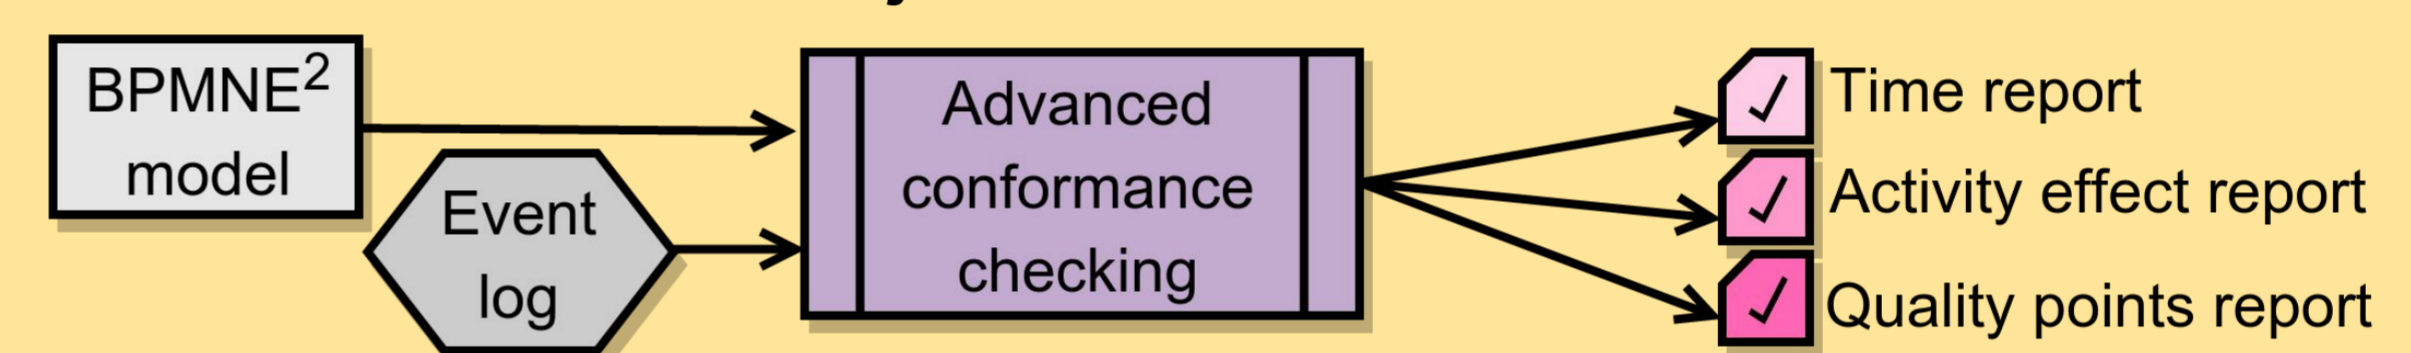 BPMNE²
model
Event
log
Advanced
conformance
checking
Time report
Activity effect report
Quality points report